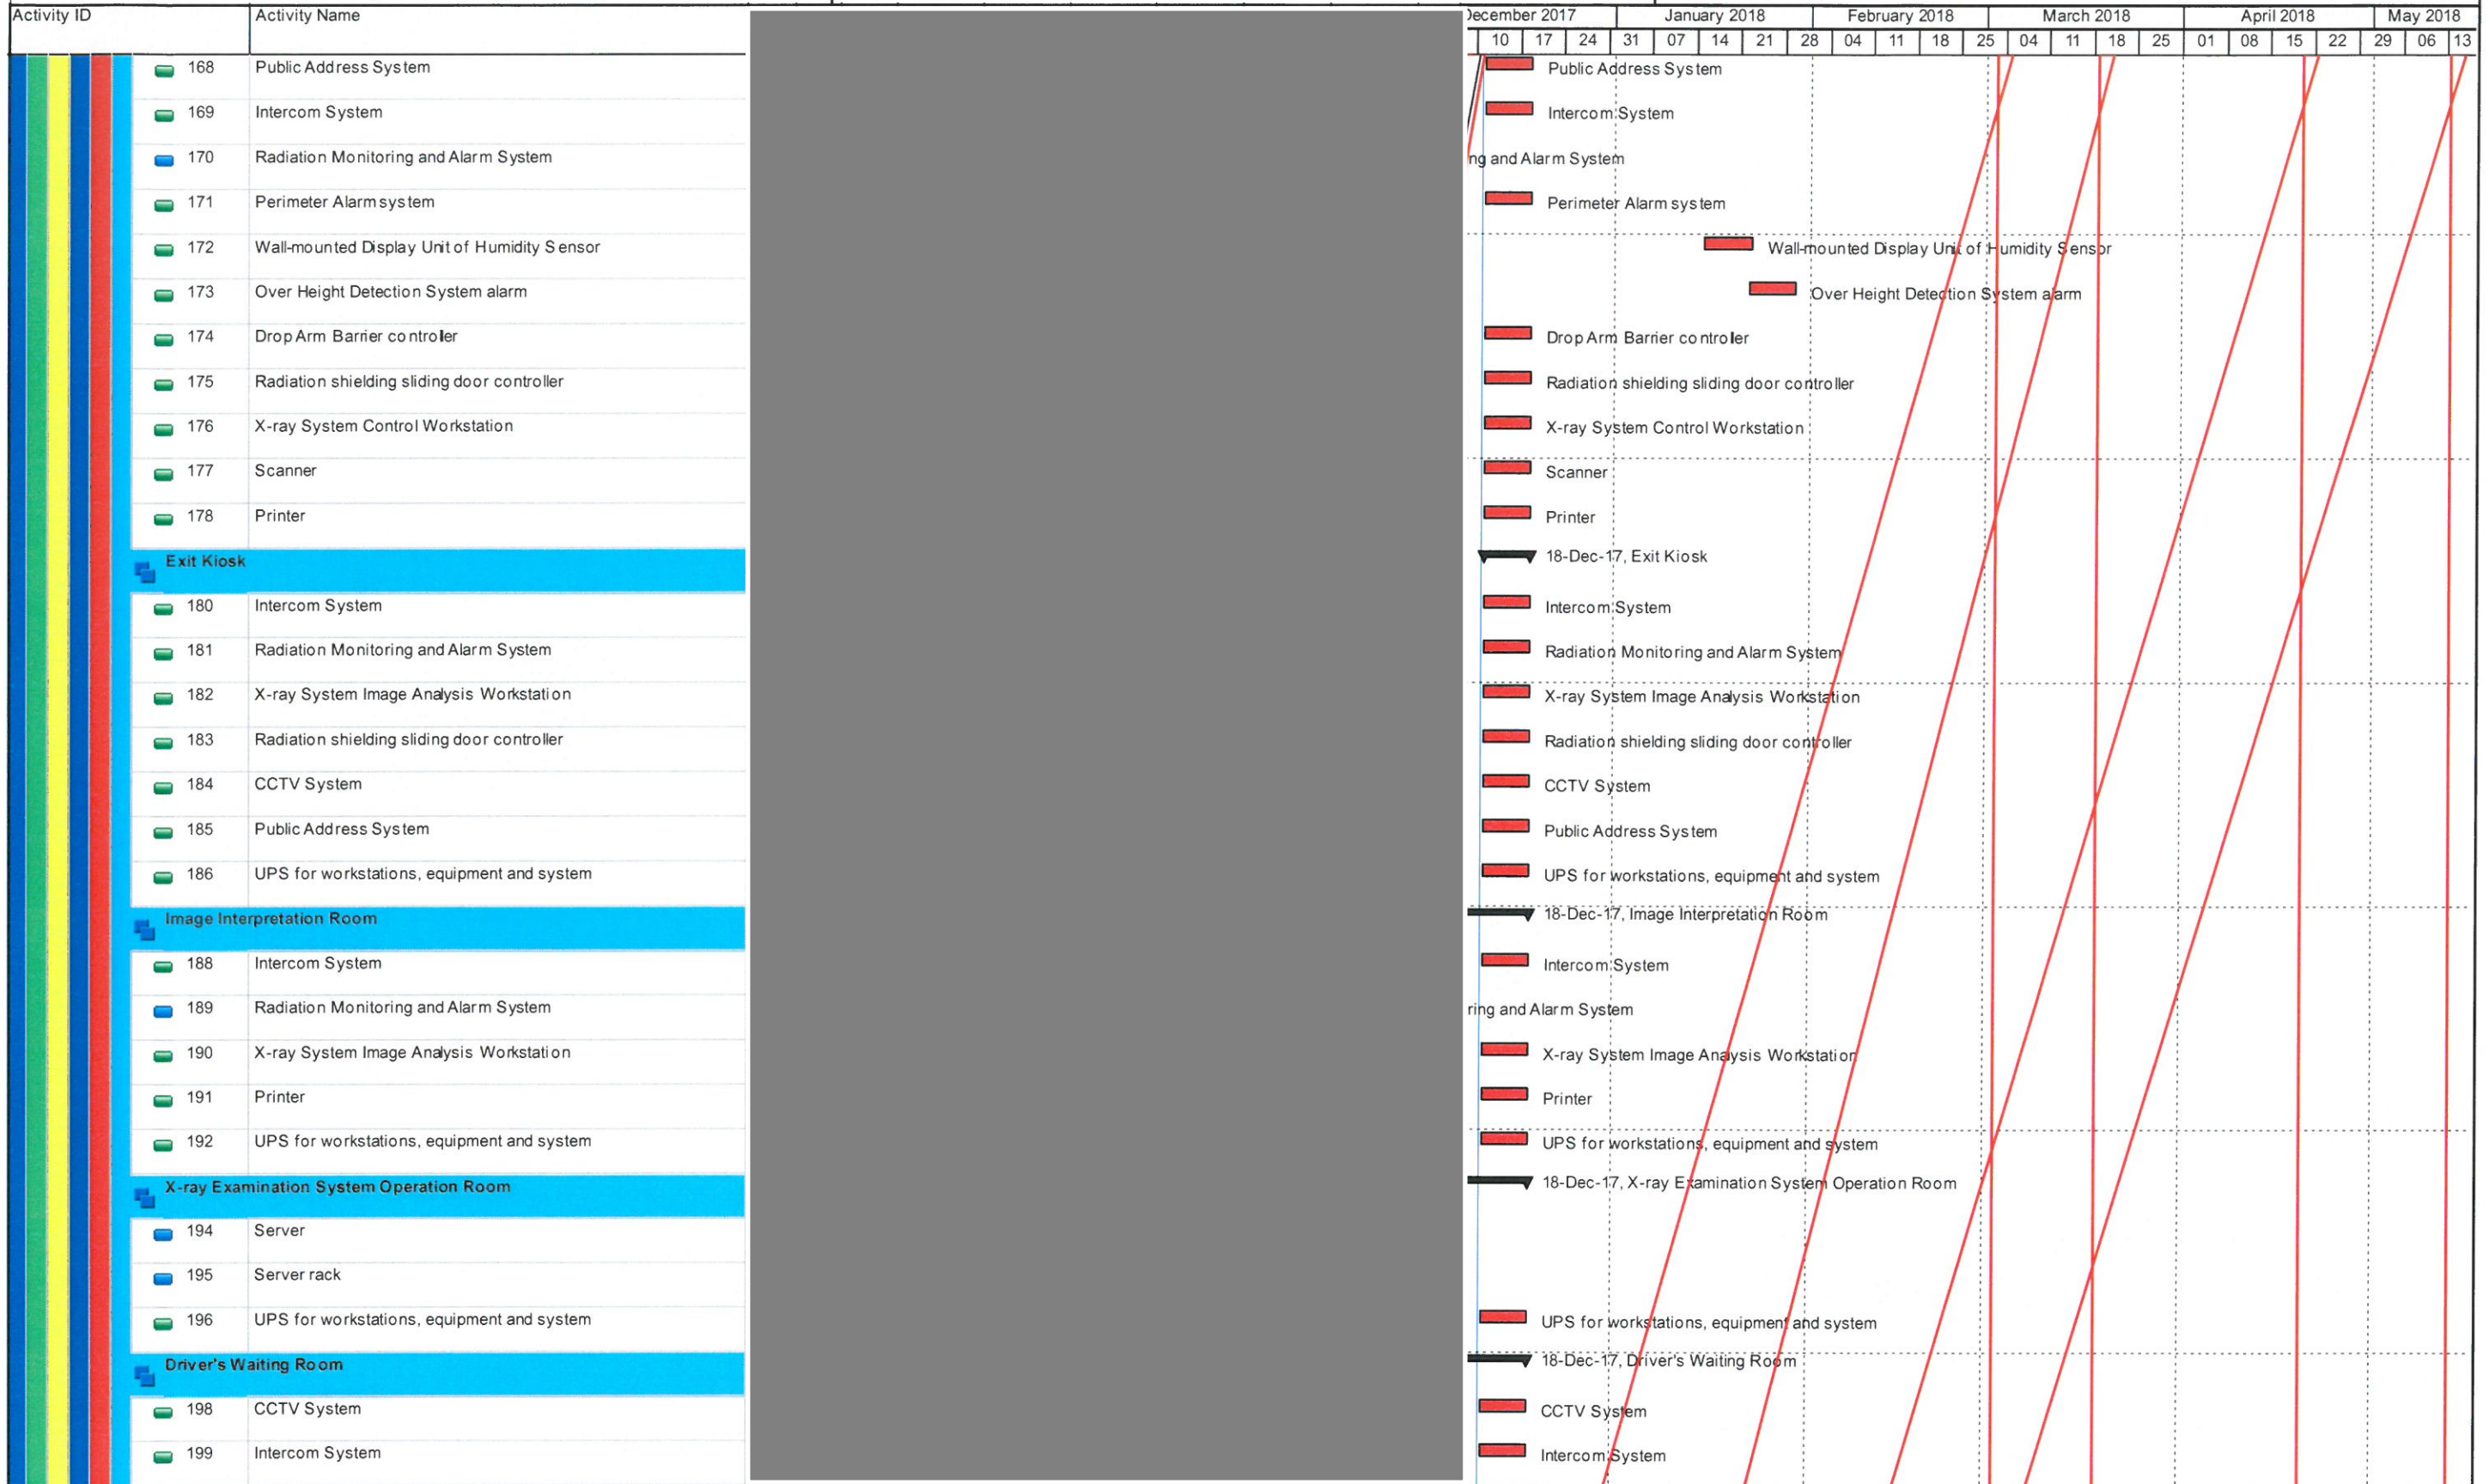 Activity ID Activity Name December 2017 January 2018 February 2018 March 2018 April 2018 May 2018
10 17 24 31 07 14 21 28 04 11 18 25 04 11 18 25 01 08 15 22 29 06 13
168 Public Address System Public Address System
169 Intercom System Intercom System
170 Radiation Monitoring and Alarm System ng and Alarm System
171 Perimeter Alarm system Perimeter Alarm system
172 Wall-mounted Display Unit of Humidity Sensor Wall-mounted Display Unit of Humidity Sensor
173 Over Height Detection System alarm Over Height Detection System alarm
174 Drop Arm Barrier controller Drop Arm Barrier controller
175 Radiation shielding sliding door controller Radiation shielding sliding door controller
176 X-ray System Control Workstation X-ray System Control Workstation
177 Scanner Scanner
178 Printer Printer
Exit Kiosk 18-Dec-17, Exit Kiosk
180 Intercom System Intercom System
181 Radiation Monitoring and Alarm System Radiation Monitoring and Alarm System
182 X-ray System Image Analysis Workstation X-ray System Image Analysis Workstation
183 Radiation shielding sliding door controller Radiation shielding sliding door controller
184 CCTV System CCTV System
185 Public Address System Public Address System
186 UPS for workstations, equipment and system UPS for workstations, equipment and system
Image Interpretation Room 18-Dec-17, Image Interpretation Room
188 Intercom System Intercom System
189 Radiation Monitoring and Alarm System ring and Alarm System
190 X-ray System Image Analysis Workstation X-ray System Image Analysis Workstation
191 Printer Printer
192 UPS for workstations, equipment and system UPS for workstations, equipment and system
X-ray Examination System Operation Room 18-Dec-17, X-ray Examination System Operation Room
194 Server
195 Server rack
196 UPS for workstations, equipment and system UPS for workstations, equipment and system
Driver's Waiting Room 18-Dec-17, Driver's Waiting Room
198 CCTV System CCTV System
199 Intercom System Intercom System